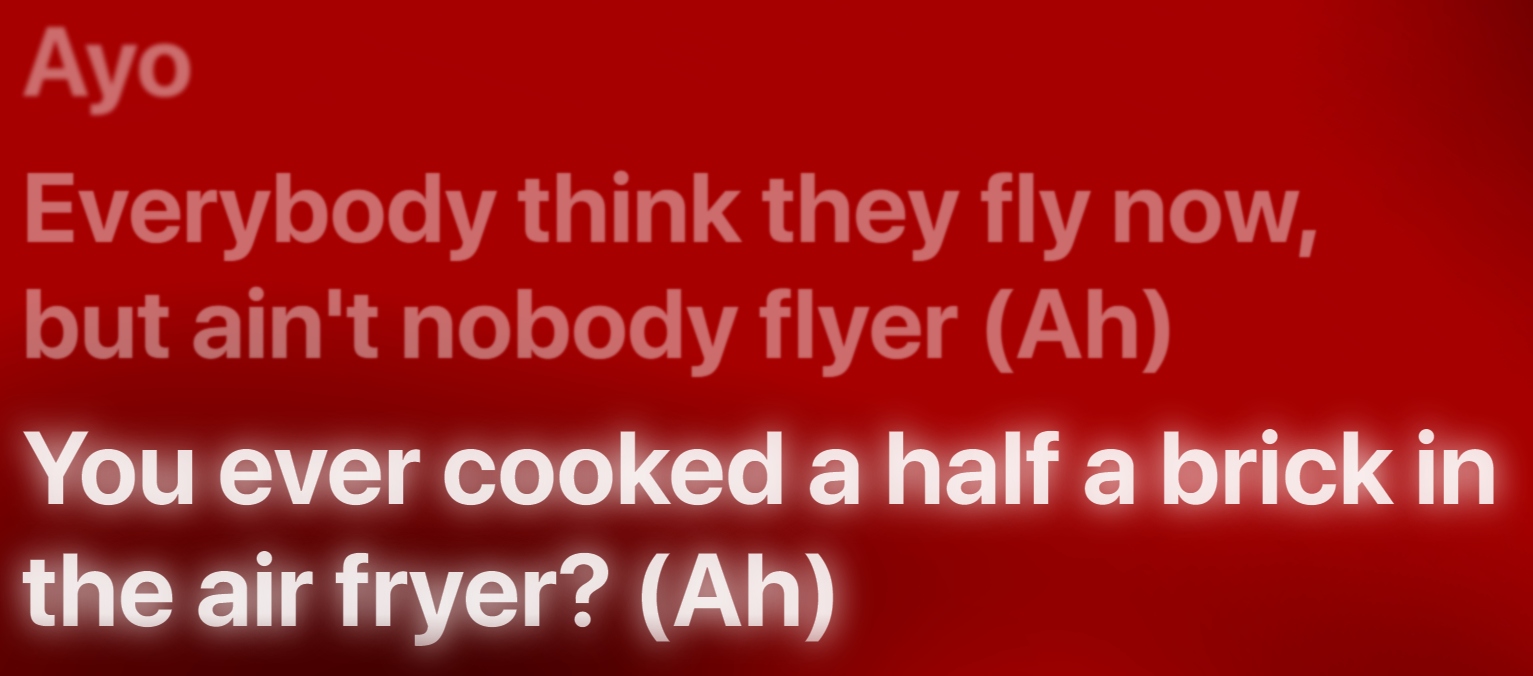 Ayo
Everybody think they fly now,
but ain't nobody flyer (Ah)
You ever cooked a half a brick in
the air fryer? (Ah)